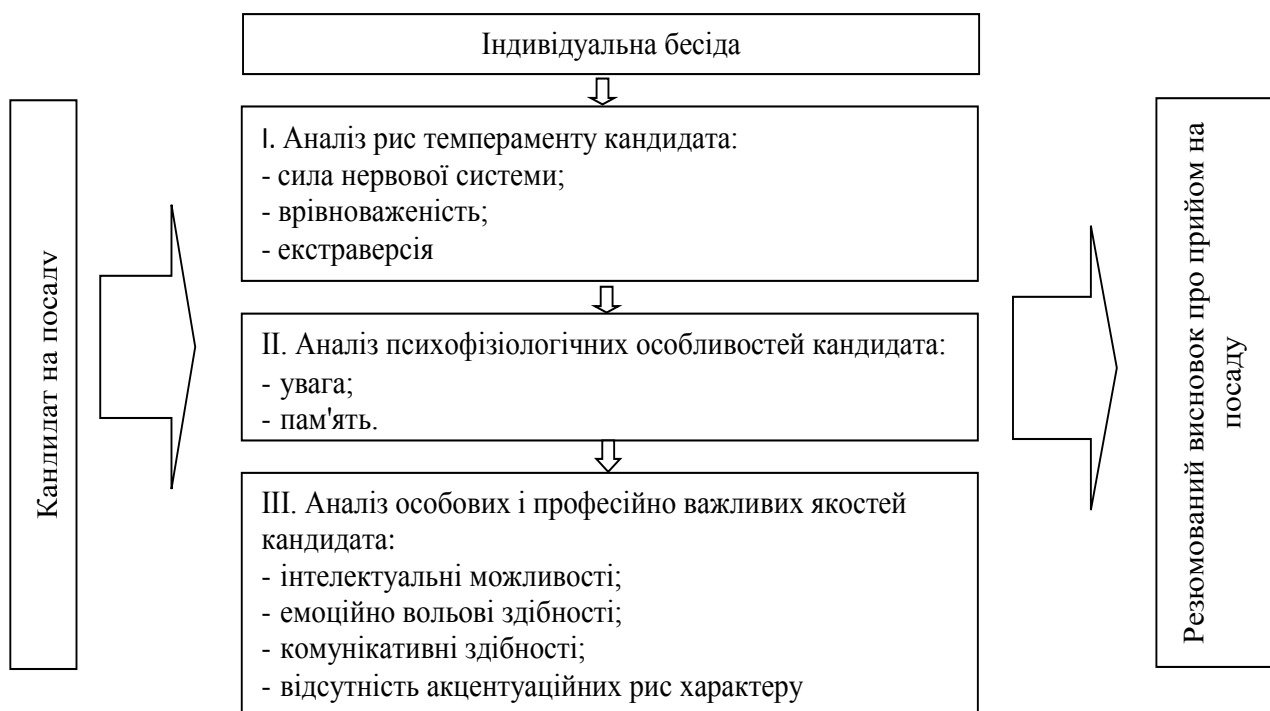 Індивідуальна бесіда
Кандидат на посаду
І. Аналіз рис темпераменту кандидата:
- сила нервової системи;
- врівноваженість;
- екстраверсія
ІІ. Аналіз психофізіологічних особливостей кандидата:
- увага;
- пам'ять.
ІІІ. Аналіз особових і професійно важливих якостей
кандидата:
- інтелектуальні можливості;
- емоційно вольові здібності;
- комунікативні здібності;
- відсутність акцентуаційних рис характеру
Резюмований висновок про прийом на
посаду